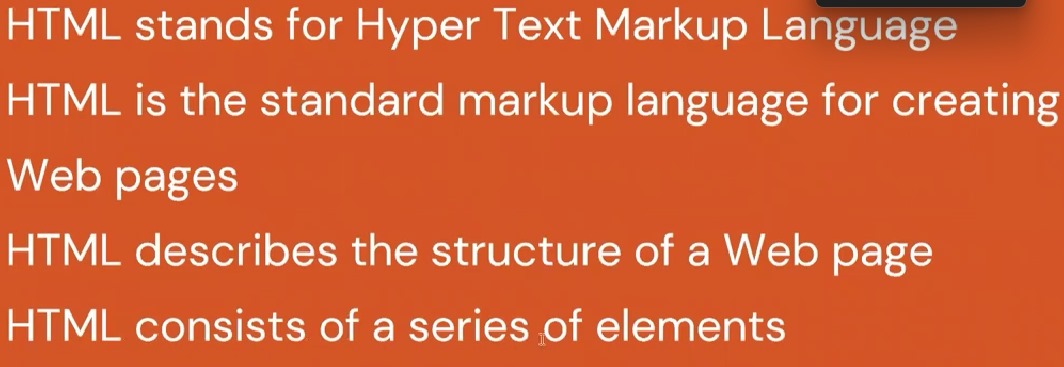 HTML stands for Hyper Text Markup Language
HTML is the standard markup language for creating
Web pages
HTML describes the structure of a Web page
HTML consists of a series of elements